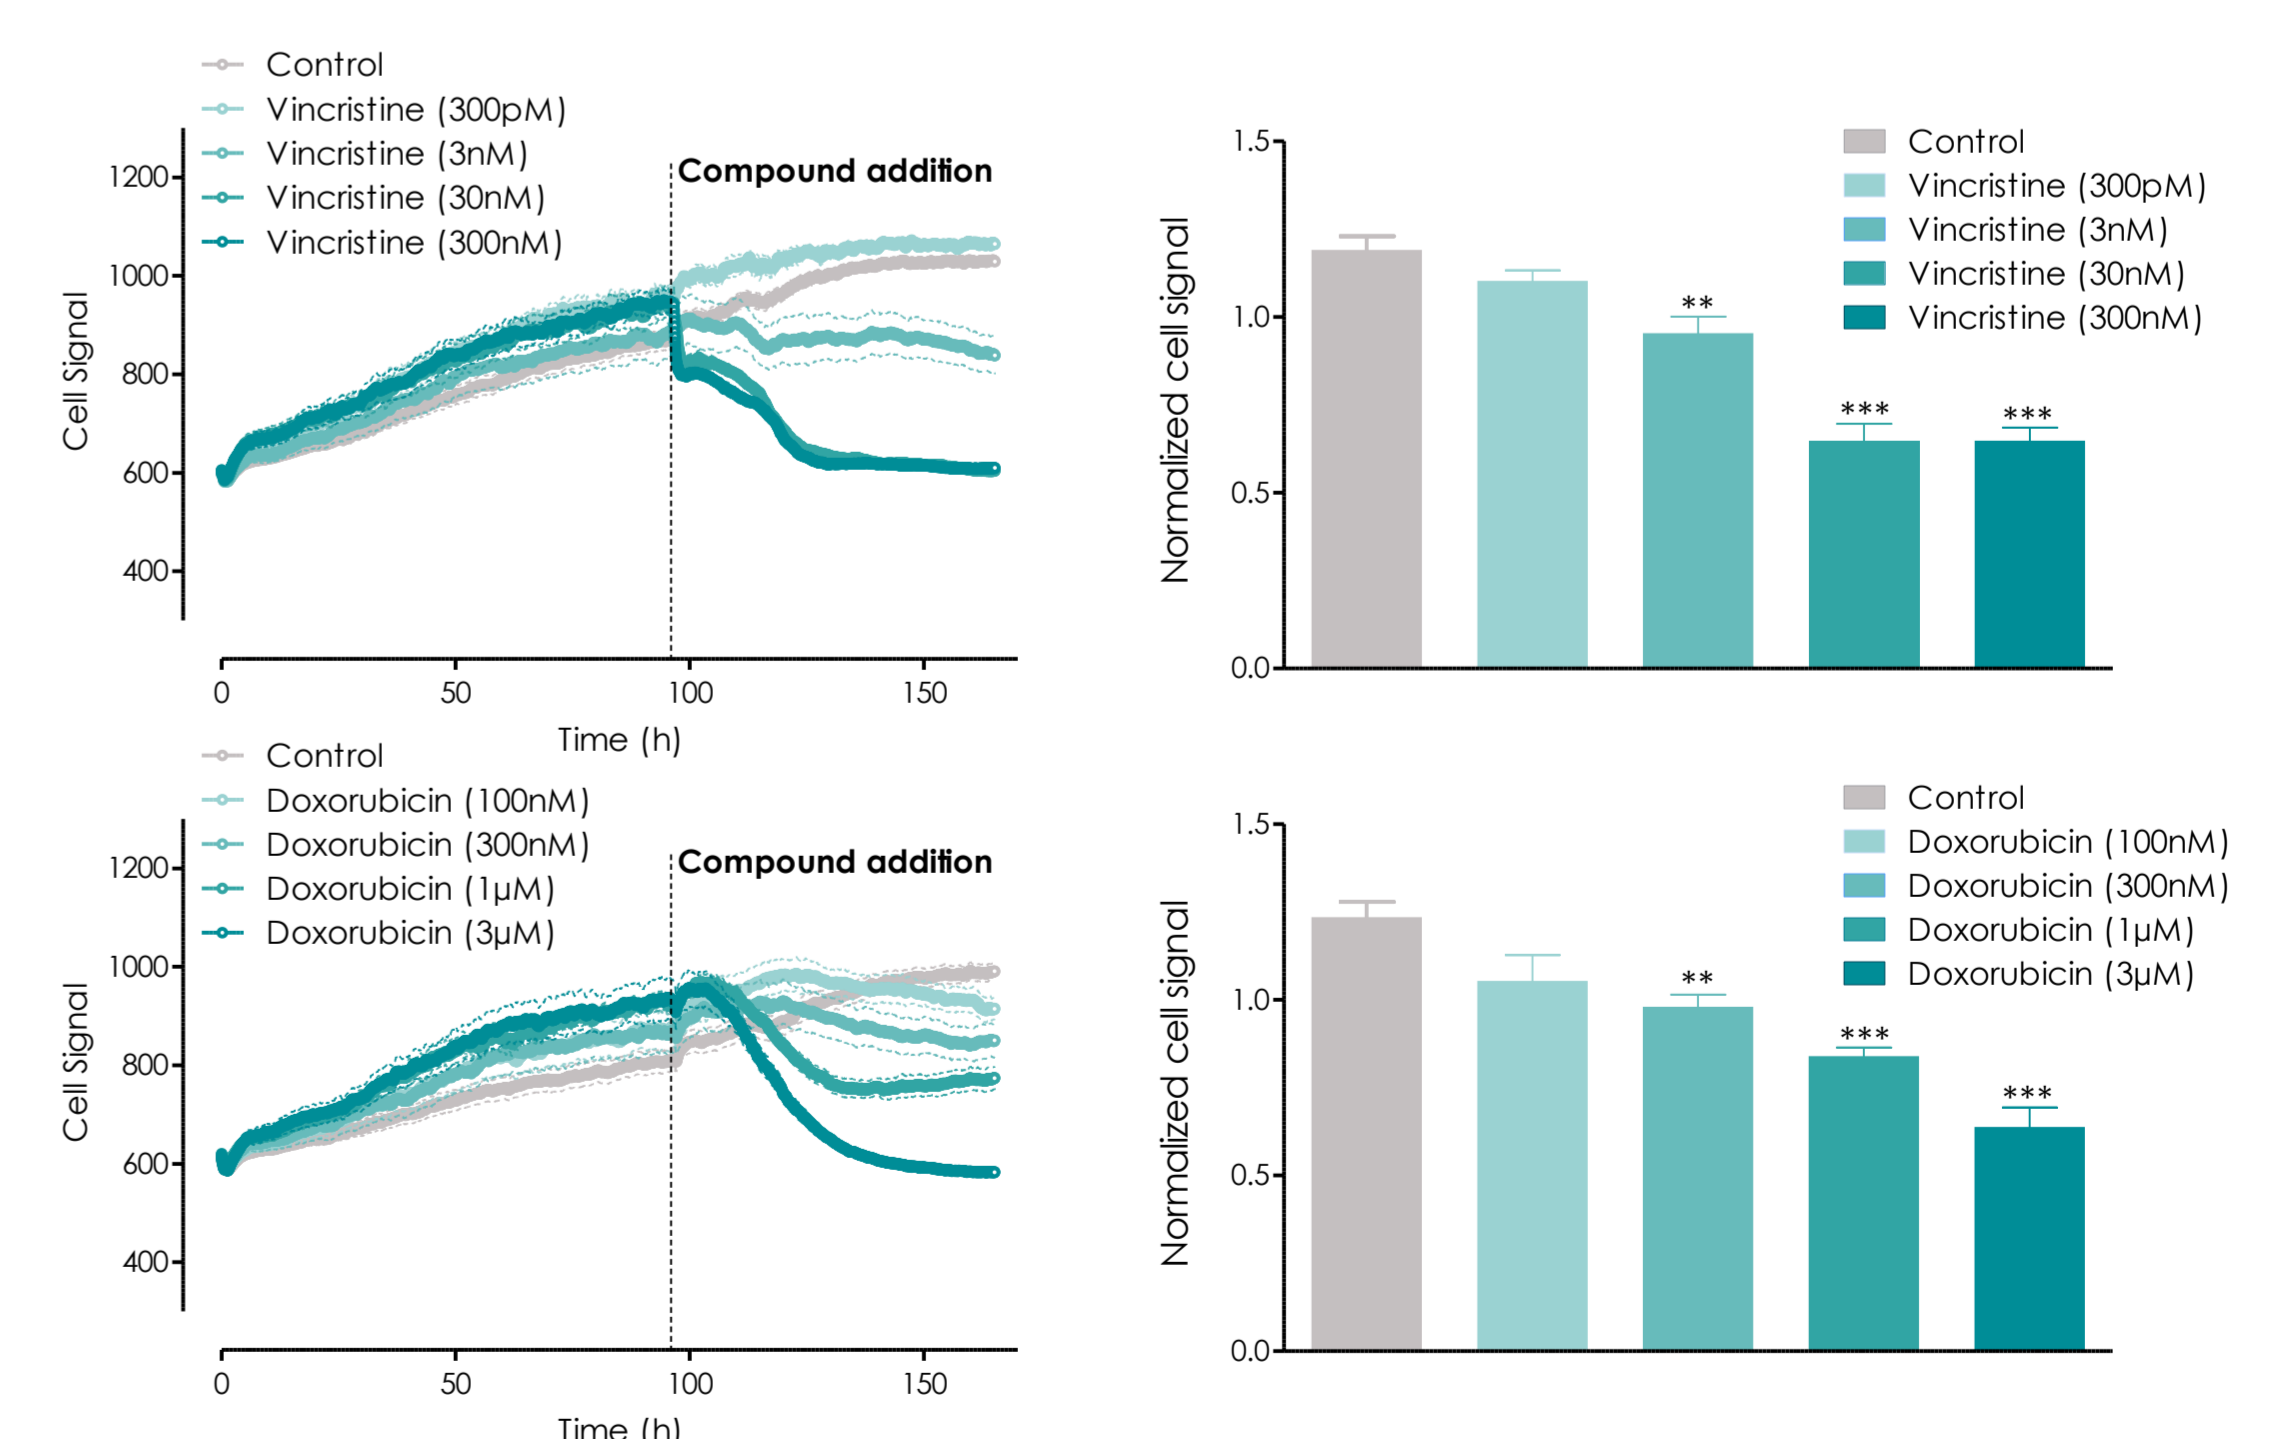 Control
Vincristine (300pM)
Vincristine (3nM)
Vincristine (30nM)
Vincristine (300nM)
Compound addition
1200
1000
800
600
400
Cell Signal
0 50 100 150
Time (h)
1.5
1.0
0.5
0.0
Normalized cell signal
** *** ***
Control
Vincristine (300pM)
Vincristine (3nM)
Vincristine (30nM)
Vincristine (300nM)
Control
Doxorubicin (100nM)
Doxorubicin (300nM)
Doxorubicin (1µM)
Doxorubicin (3µM)
Compound addition
1200
1000
800
600
400
Cell Signal
0 50 100 150
Time (h)
1.5
1.0
0.5
0.0
Normalized cell signal
** *** ***
Control
Doxorubicin (100nM)
Doxorubicin (300nM)
Doxorubicin (1µM)
Doxorubicin (3µM)